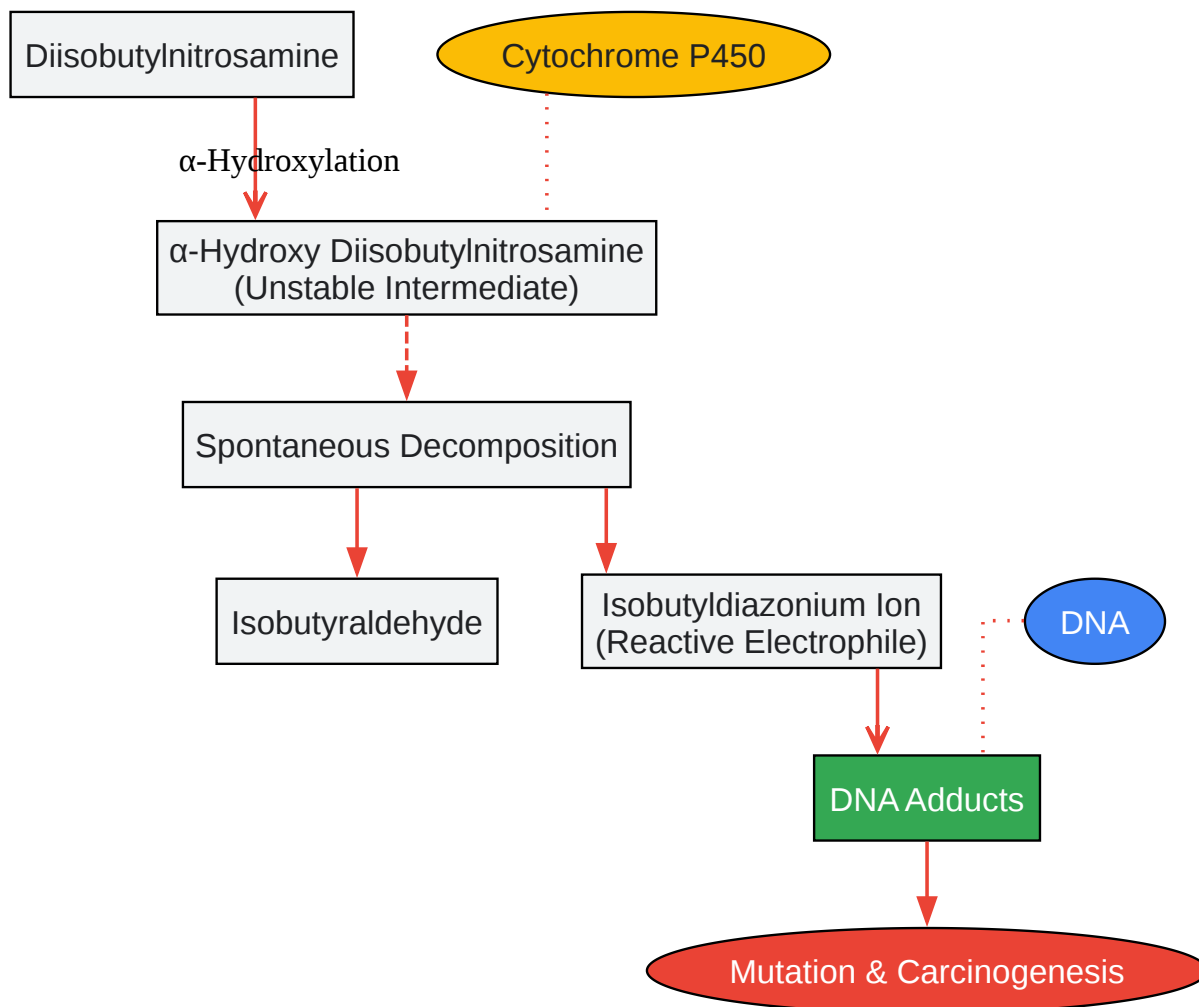 Diisobutylnitrosamine
Cytochrome P450
α-Hydroxylation
α-Hydroxy Diisobutylnitrosamine
(Unstable Intermediate)
Spontaneous Decomposition
Isobutyraldehyde
Isobutyldiazonium Ion
(Reactive Electrophile)
DNA
DNA Adducts
Mutation & Carcinogenesis